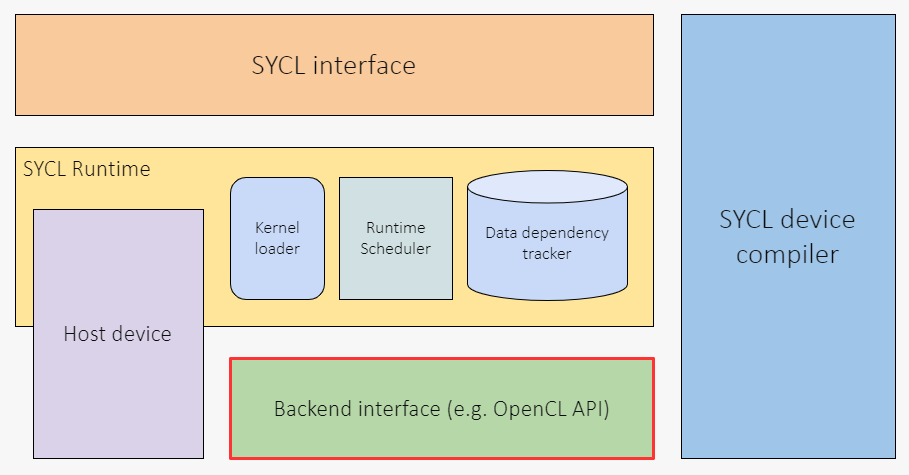 SYCL interface
SYCL Runtime
Kernel
loader
Runtime
Scheduler
Data dependency
tracker
Host device
Backend interface (e.g. OpenCL API)
SYCL device
compiler